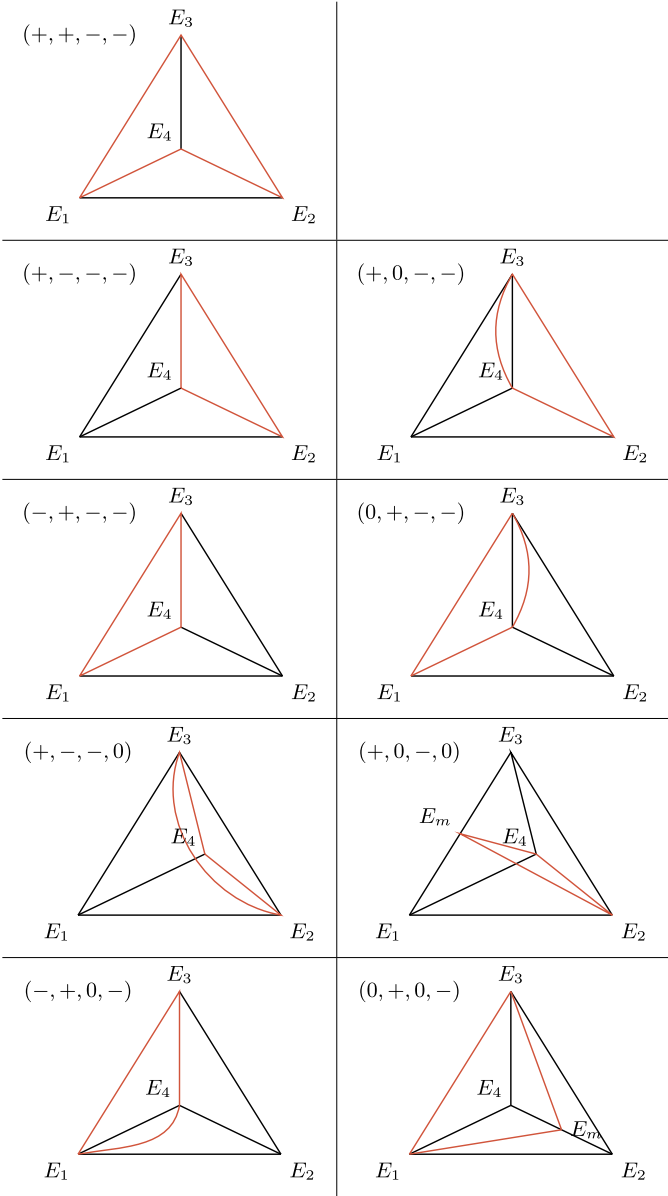 (+, +, −, −)
E₃
E₄
E₁
E₂
(+, −, −, −)
E₃
E₄
E₁
E₂
(+, 0, −, −)
E₃
E₄
E₁
E₂
(−, +, −, −)
E₃
E₄
E₁
E₂
(0, +, −, −)
E₃
E₄
E₁
E₂
(+, −, −, 0)
E₃
E₄
E₁
E₂
(+, 0, −, 0)
E₃
Eₘ
E₄
E₁
E₂
(−, +, 0, −)
E₃
E₄
E₁
E₂
(0, +, 0, −)
E₃
E₄
Eₘ
E₁
E₂